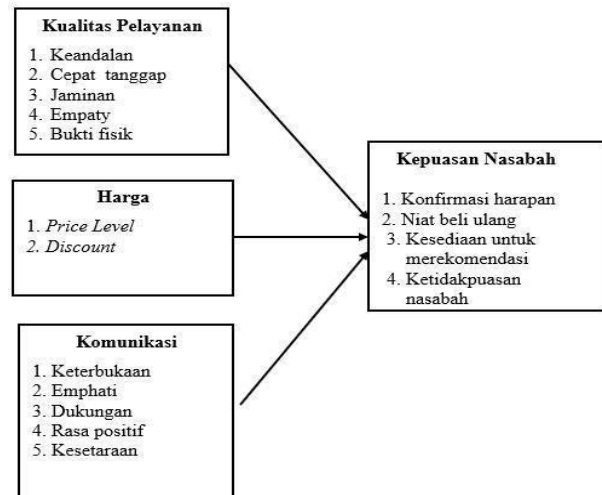 Kualitas Pelayanan
1. Keandalan
2. Cepat tanggap
3. Jaminan
4. Empaty
5. Bukti fisik
Harga
1. Price Level
2. Discount
Komunikasi
1. Keterbukaan
2. Emphati
3. Dukungan
4. Rasa positif
5. Kesetaraan
Kepuasan Nasabah
1. Konfirmasi harapan
2. Niat beli ulang
3. Kesediaan untuk
merekomendasi
4. Ketidakpuasan
nasabah